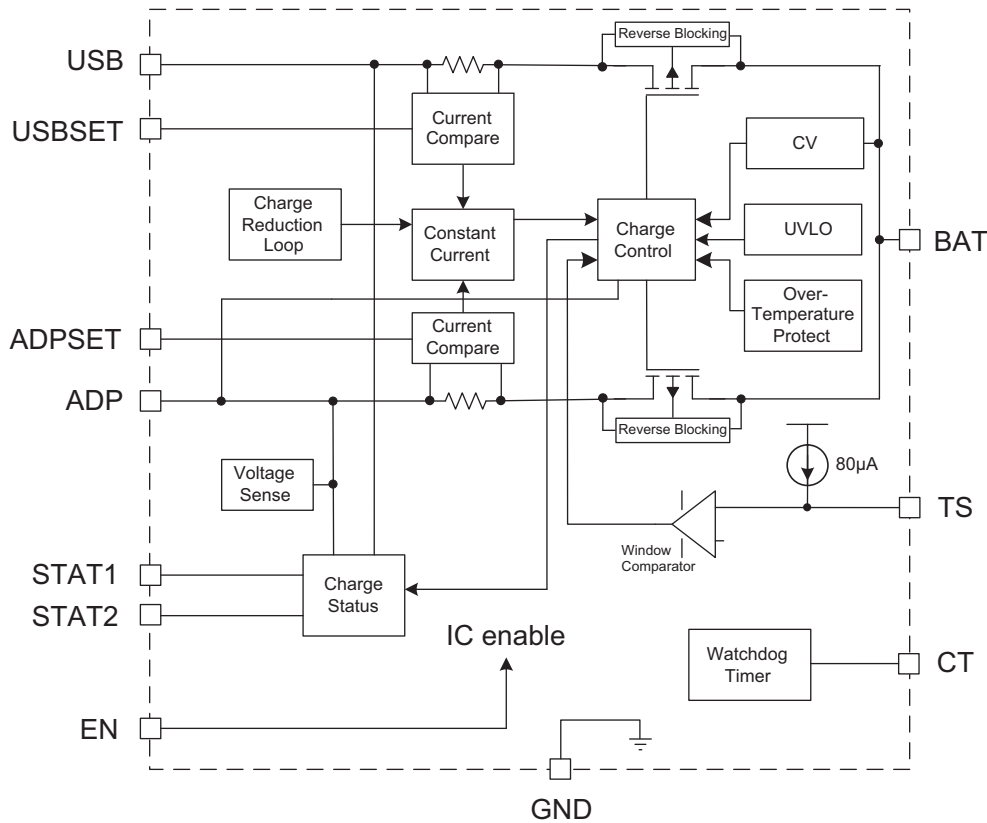 Reverse Blocking
USB
USBSET
Current
Compare
CV
Charge
Reduction
Loop
Constant
Current
Charge
Control
UVLO
BAT
Over-
Temperature
Protect
ADPSET
Current
Compare
ADP
Reverse Blocking
Voltage
Sense
80µA
TS
Window
Comparator
STAT1
STAT2
Charge
Status
IC enable
Watchdog
Timer
CT
EN
GND